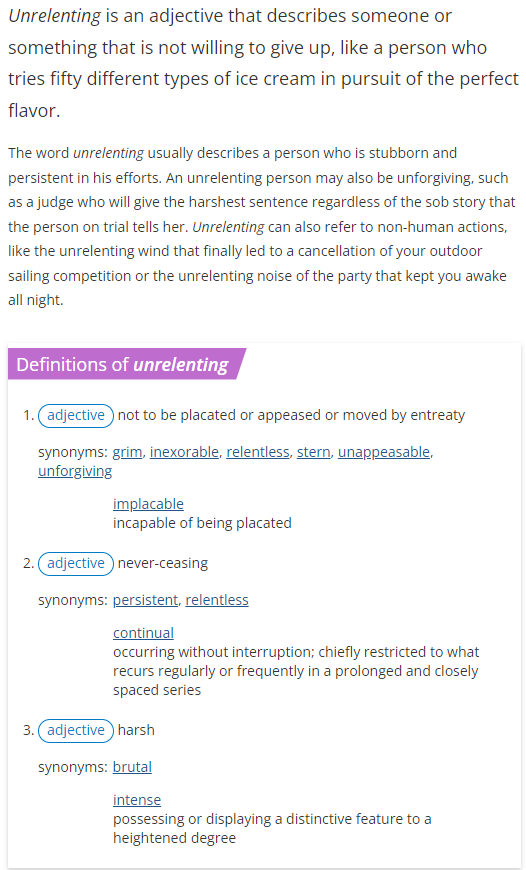 Unrelenting is an adjective that describes someone or
something that is not willing to give up, like a person who
tries fifty different types of ice cream in pursuit of the perfect
flavor.
The word unrelenting usually describes a person who is stubborn and
persistent in his efforts. An unrelenting person may also be unforgiving, such
as a judge who will give the harshest sentence regardless of the sob story that
the person on trial tells her. Unrelenting can also refer to non-human actions,
like the unrelenting wind that finally led to a cancellation of your outdoor
sailing competition or the unrelenting noise of the party that kept you awake
all night.
Definitions of unrelenting
1. adjective not to be placated or appeased or moved by entreaty
synonyms: grim, inexorable, relentless, stern, unappeasable,
unforgiving
implacable
incapable of being placated
2. adjective never-ceasing
synonyms: persistent, relentless
continual
occurring without interruption; chiefly restricted to what
recurs regularly or frequently in a prolonged and closely
spaced series
3. adjective harsh
synonyms: brutal
intense
possessing or displaying a distinctive feature to a
heightened degree